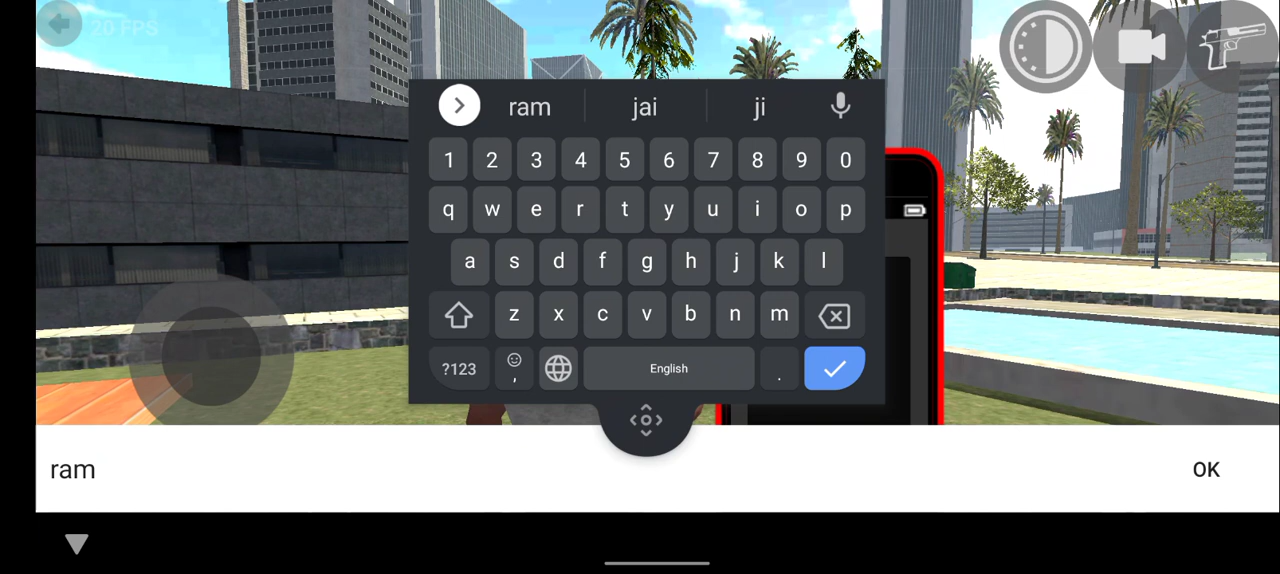 20 FPS
ram jai ji
1 2 3 4 5 6 7 8 9 0
q w e r t y u i o p
a s d f g h j k l
z x c v b n m
?123 , English .
ram OK